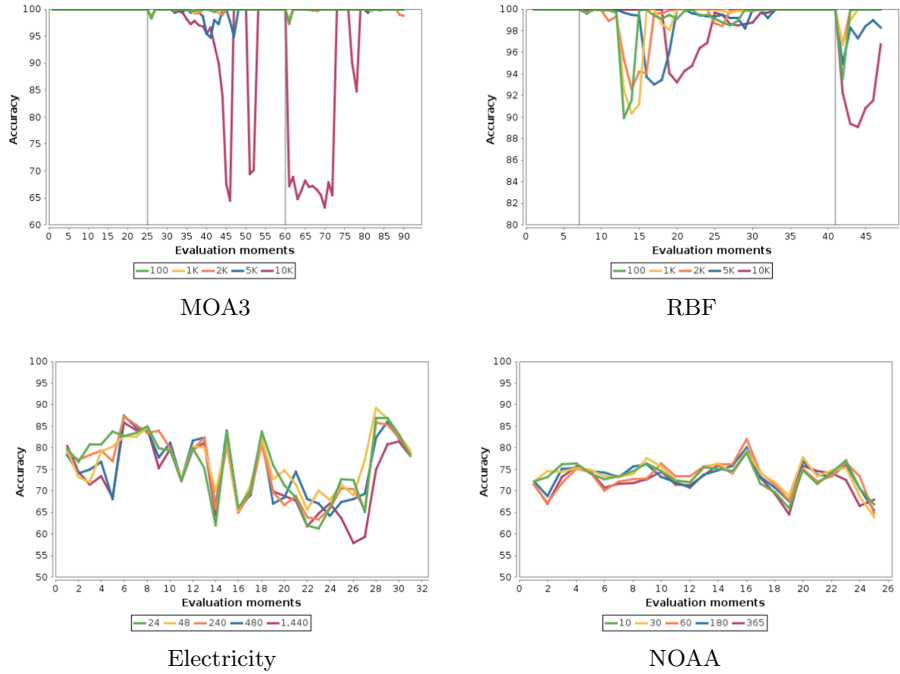 100
95
90
85
80
75
70
65
60
Accuracy
0 5 10 15 20 25 30 35 40 45 50 55 60 65 70 75 80 85 90
Evaluation moments
100 1K 2K 5K 10K
MOA3
100
98
96
94
92
90
88
86
84
82
80
Accuracy
0 5 10 15 20 25 30 35 40 45
Evaluation moments
100 1K 2K 5K 10K
RBF
100
95
90
85
80
75
70
65
60
55
50
Accuracy
0 2 4 6 8 10 12 14 16 18 20 22 24 26 28 30 32
Evaluation moments
24 48 240 480 1,440
Electricity
100
95
90
85
80
75
70
65
60
55
50
Accuracy
0 2 4 6 8 10 12 14 16 18 20 22 24 26
Evaluation moments
10 30 60 180 365
NOAA